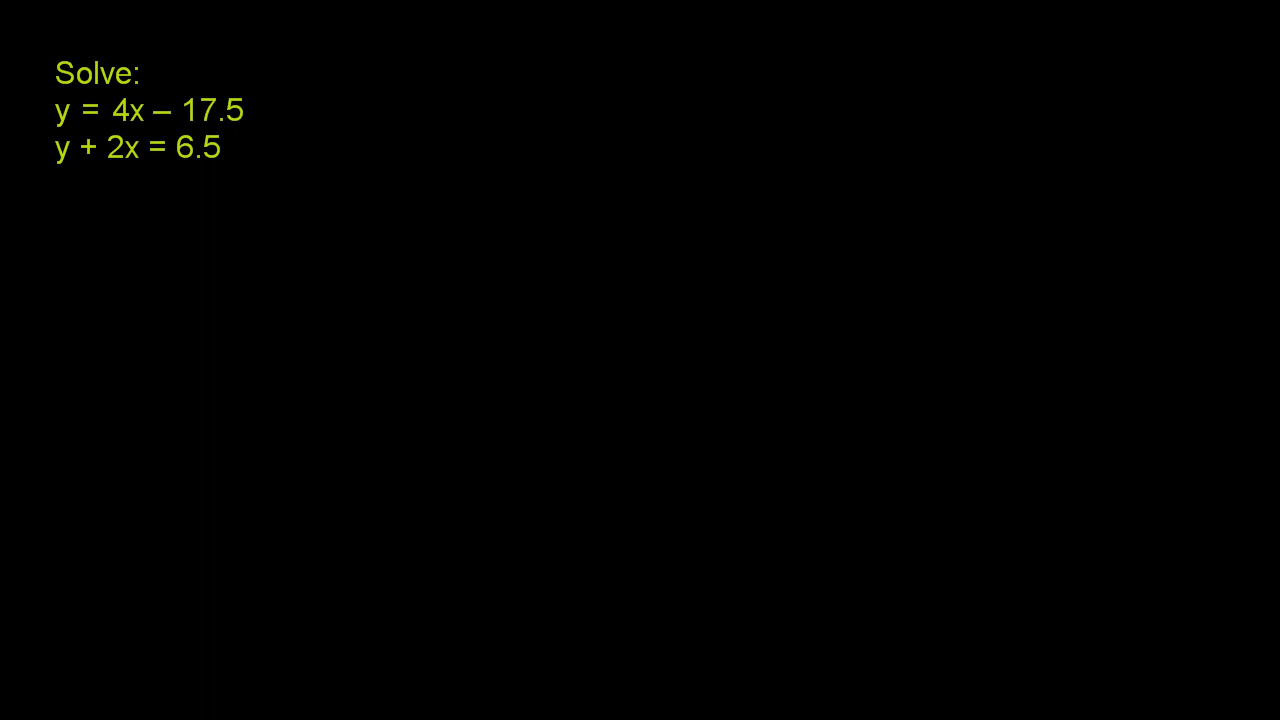 Solve:
y = 4x – 17.5
y + 2x = 6.5